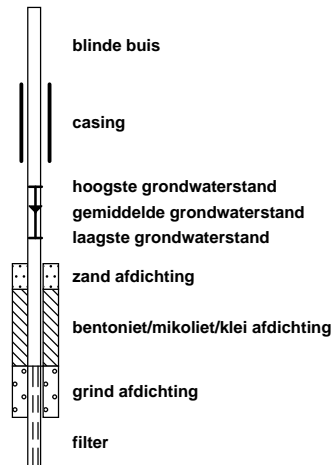 blinde buis
casing
hoogste grondwaterstand
gemiddelde grondwaterstand
laagste grondwaterstand
zand afdichting
bentoniet/mikoliet/klei afdichting
grind afdichting
filter